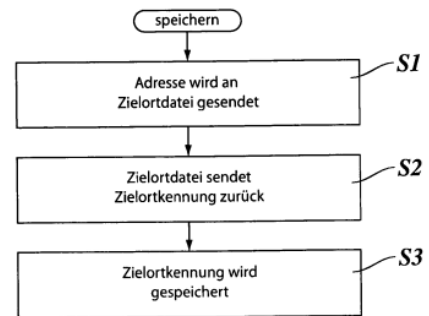 speichern
S1
Adresse wird an
Zielortdatei gesendet
S2
Zielortdatei sendet
Zielortkennung zurück
S3
Zielortkennung wird
gespeichert